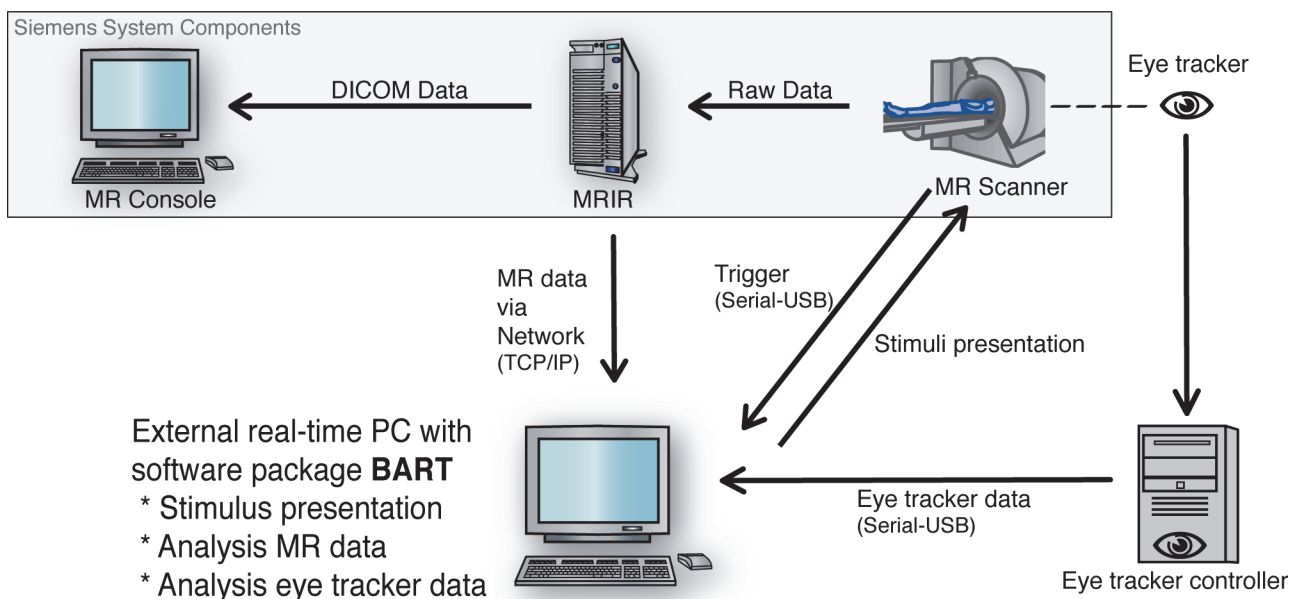 Siemens System Components
DICOM Data
Raw Data
Eye tracker
MR Console
MRIR
MR Scanner
MR data
via
Network
(TCP/IP)
Trigger
(Serial-USB)
Stimuli presentation
External real-time PC with
software package BART
* Stimulus presentation
* Analysis MR data
* Analysis eye tracker data
Eye tracker data
(Serial-USB)
Eye tracker controller